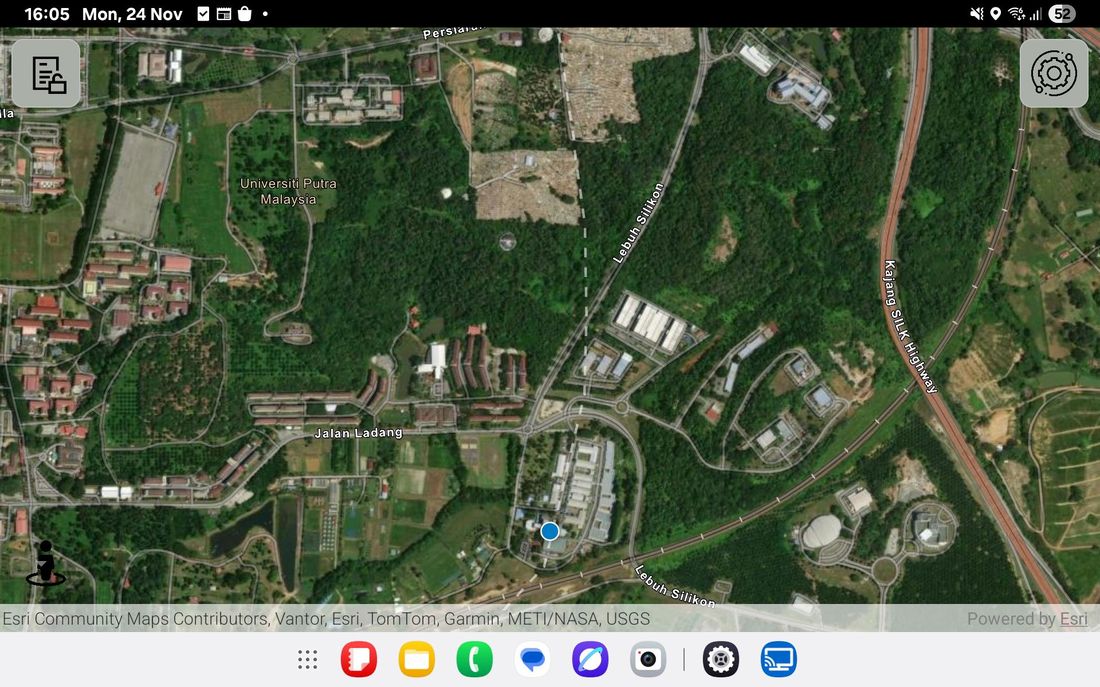 16:05 Mon, 24 Nov
52
Persiaran
la
Universiti Putra
Malaysia
Lebuh Silikon
Kajang SILK Highway
Jalan Ladang
Lebuh Silikon
Esri Community Maps Contributors, Vantor, Esri, TomTom, Garmin, METI/NASA, USGS
Powered by Esri